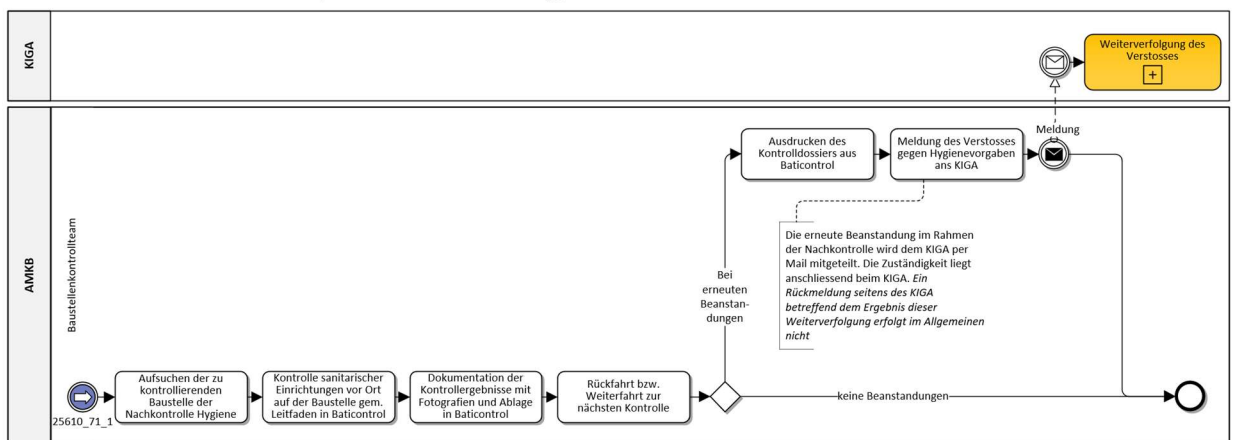 KIGA
Weiterverfolgung des
Verstosses
AMKB
Baustellenkontrollteam
Meldung
Ausdrucken des
Kontrolldossiers aus
Baticontrol
Meldung des Verstosses
gegen Hygienevorgaben
ans KIGA
Die erneute Beanstandung im Rahmen
der Nachkontrolle wird dem KIGA per
Mail mitgeteilt. Die Zuständigkeit liegt
anschliessend beim KIGA. Ein
Rückmeldung seitens des KIGA
betreffend dem Ergebnis dieser
Weiterverfolgung erfolgt im Allgemeinen
nicht
Bei
erneuten
Beanstan-
dungen
25610_71_1
Aufsuchen der zu
kontrollierenden
Baustelle der
Nachkontrolle Hygiene
Kontrolle sanitarischer
Einrichtungen vor Ort
auf der Baustelle gem.
Leitfaden in Baticontrol
Dokumentation der
Kontrollergebnisse mit
Fotografien und Ablage
in Baticontrol
Rückfahrt bzw.
Weiterfahrt zur
nächsten Kontrolle
keine Beanstandungen